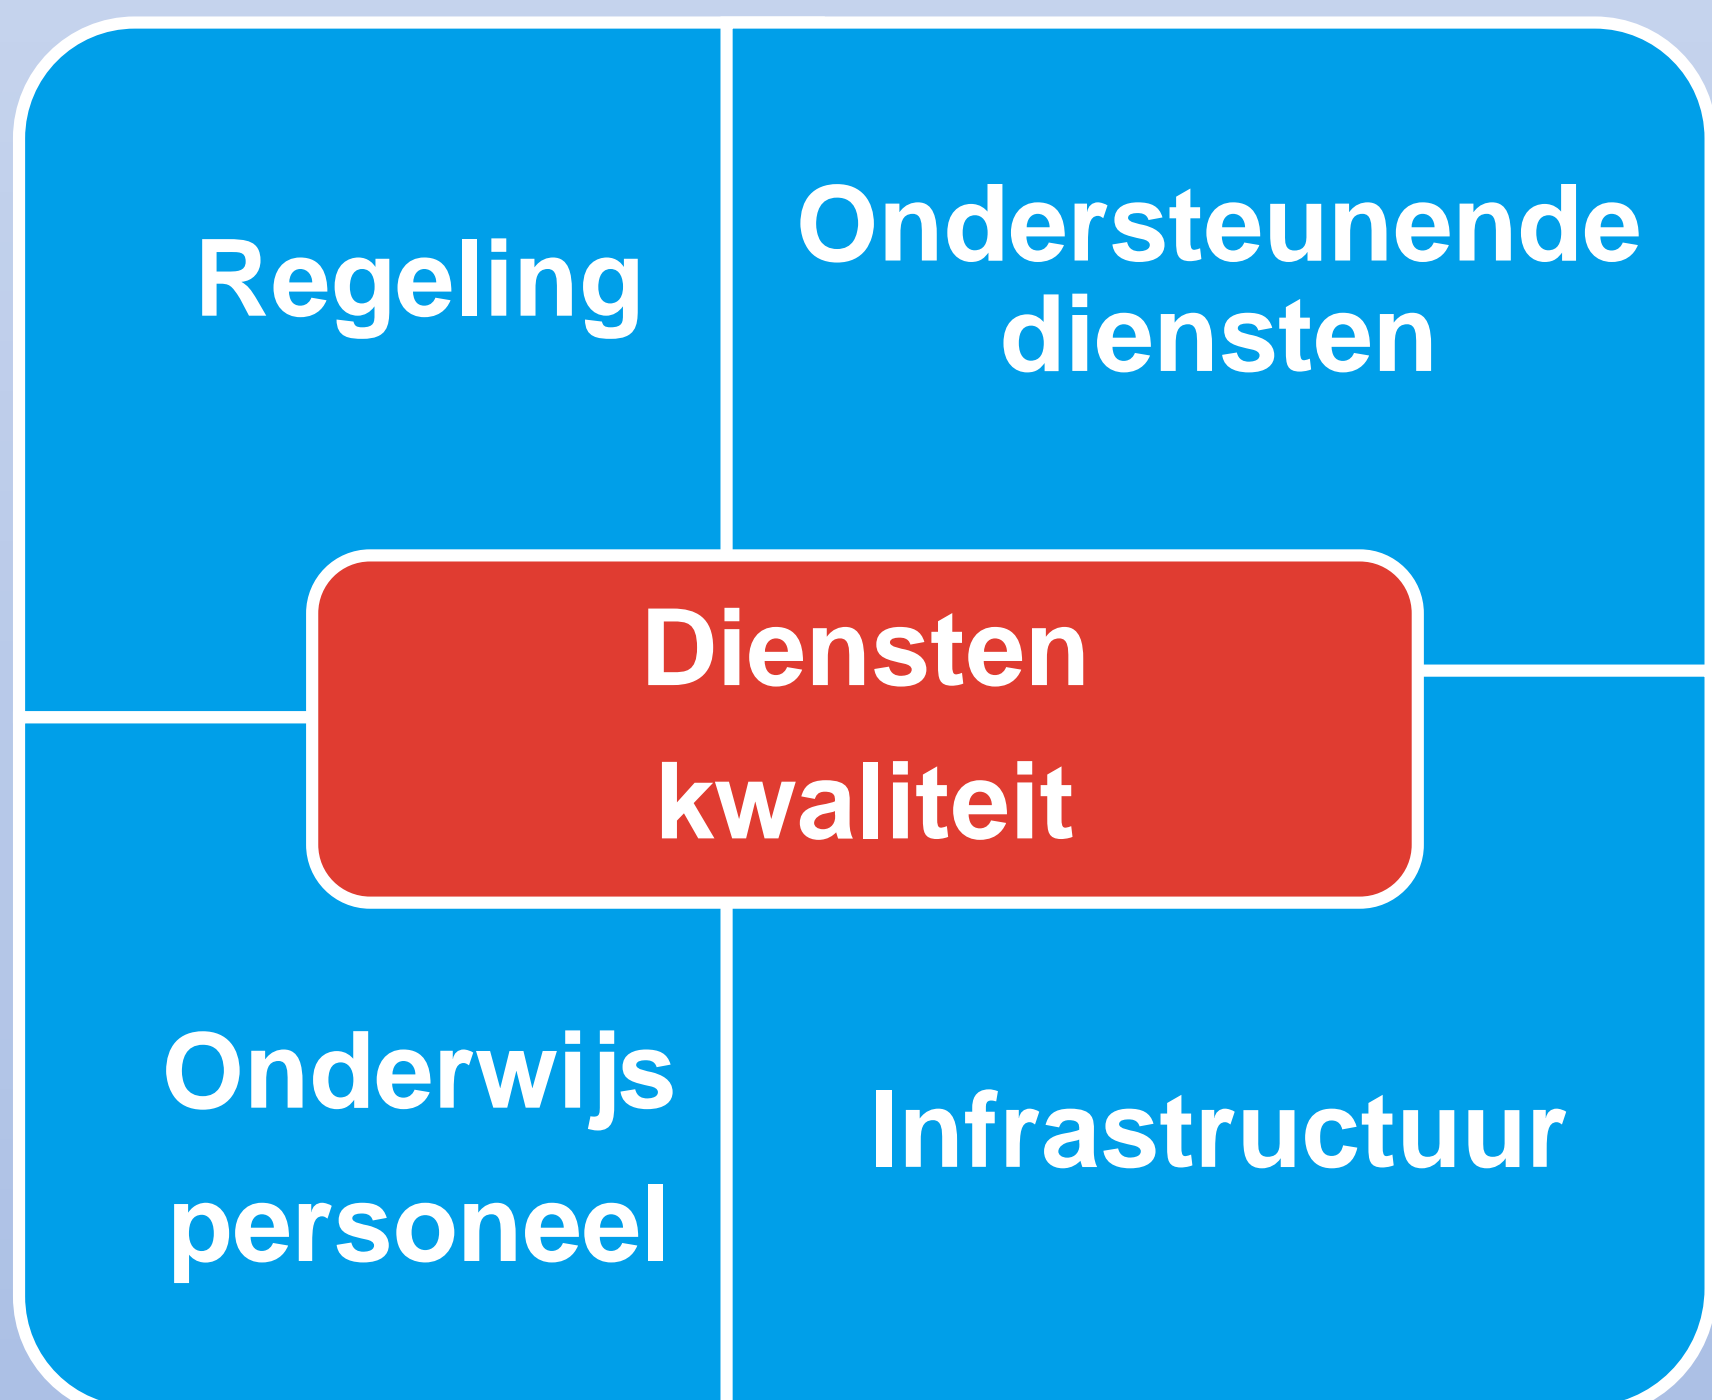 Regeling
Ondersteunende
diensten
Diensten
kwaliteit
Onderwijs
personeel
Infrastructuur